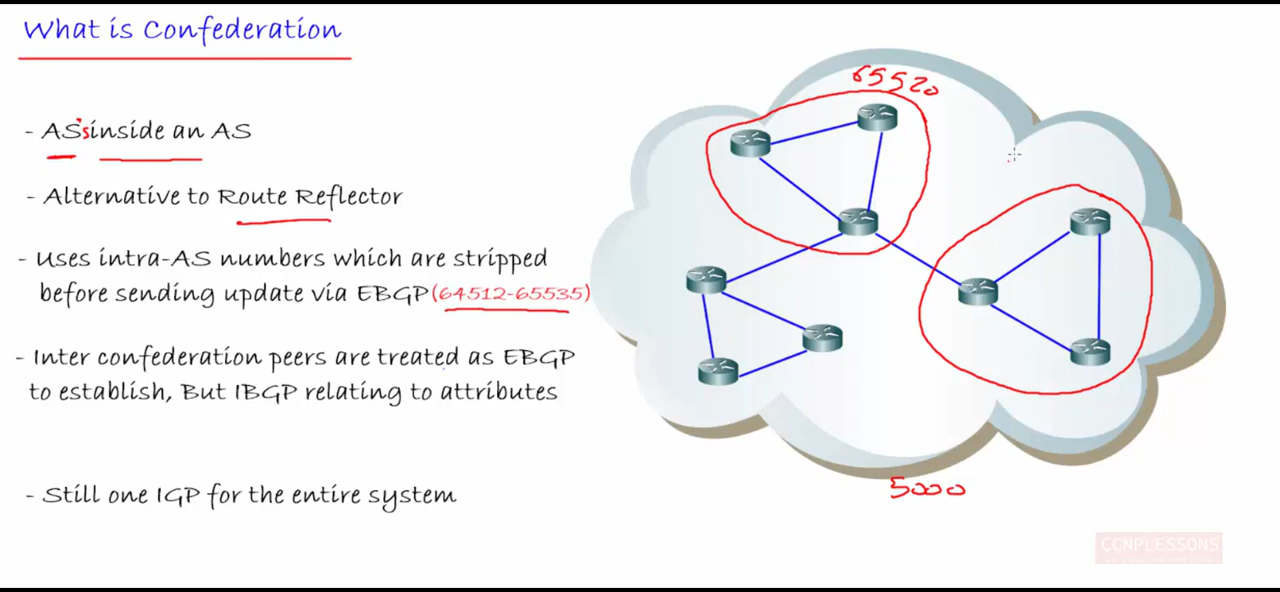 What is Confederation
- AS's inside an AS
- Alternative to Route Reflector
- Uses intra-AS numbers which are stripped
before sending update via EBGP(64512-65535)
- Inter confederation peers are treated as EBGP
to establish, But IBGP relating to attributes
- Still one IGP for the entire system
65520
5000
CCNPLESSONS